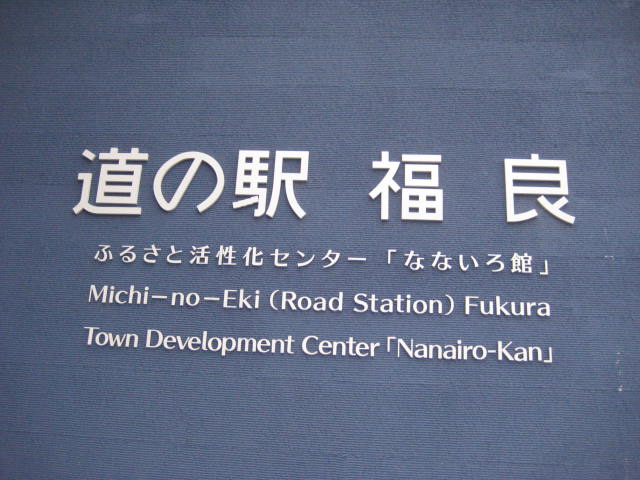 道の駅 福良
ふるさと活性化センター「なないろ館」
Michi-no-Eki (Road Station) Fukura
Town Development Center「Nanairo-Kan」